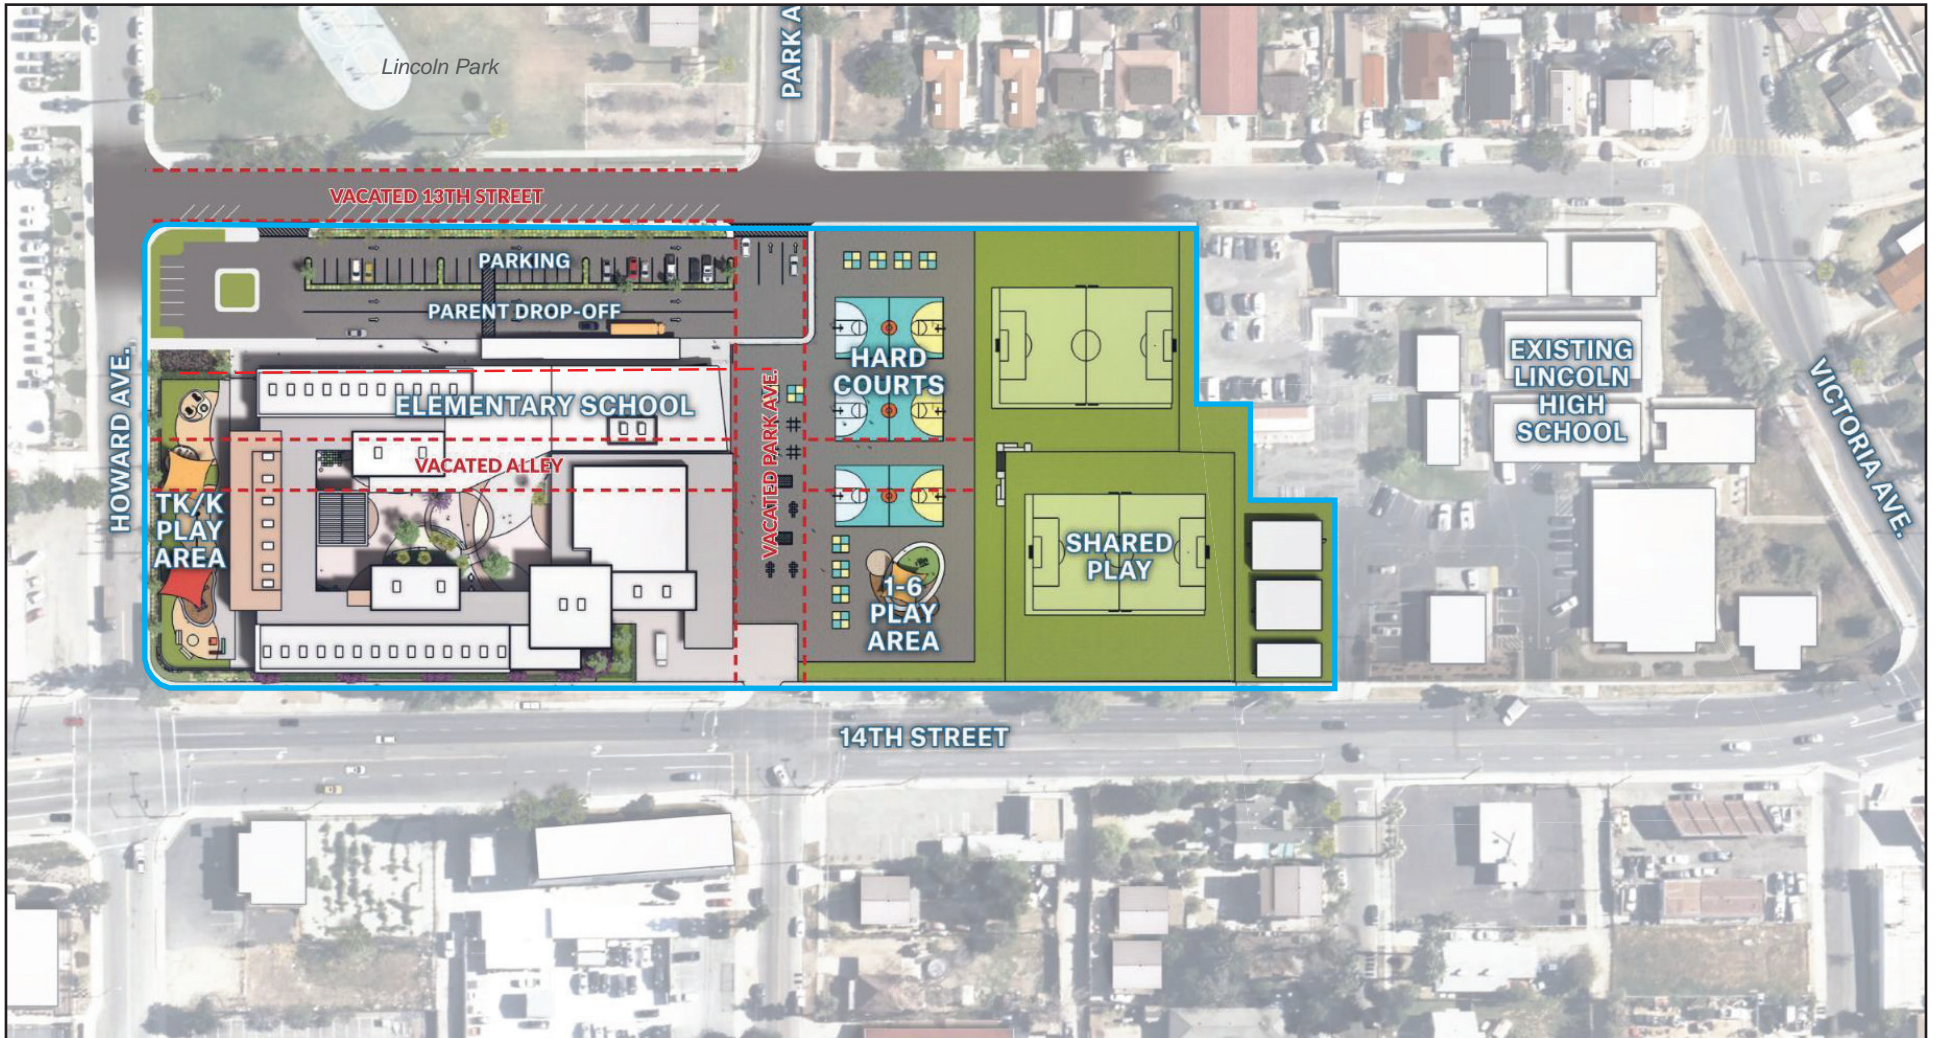 Lincoln Park
PARK A
VACATED 13TH STREET
PARKING
PARENT DROP-OFF
HOWARD AVE.
ELEMENTARY SCHOOL
VACATED ALLEY
TK/K
PLAY
AREA
VACATED PARK AVE.
HARD
COURTS
1-6
PLAY
AREA
SHARED
PLAY
EXISTING
LINCOLN
HIGH
SCHOOL
VICTORIA AVE.
14TH STREET